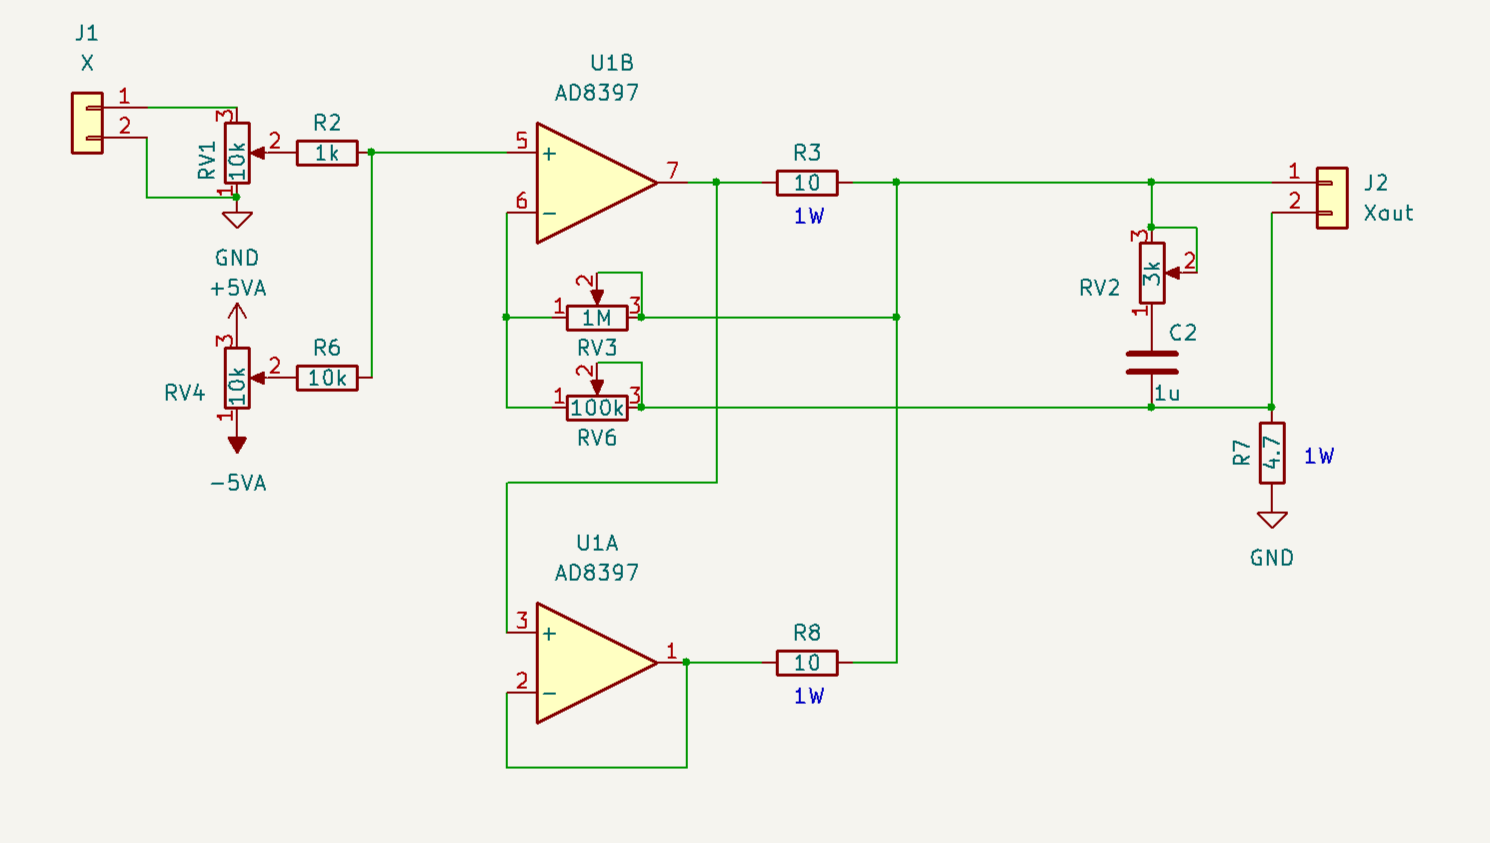 J1
X
1
2
3
RV1
10k
2
1
GND
R2
1k
+5VA
3
RV4
10k
2
1
-5VA
R6
10k
U1B
AD8397
5
+
6
−
7
2
1
1M
3
RV3
2
1
100k
3
RV6
R3
10
1W
U1A
AD8397
3
+
2
−
1
R8
10
1W
3
RV2
3k
2
1
C2
1u
1
2
J2
Xout
R7
4.7
1W
GND